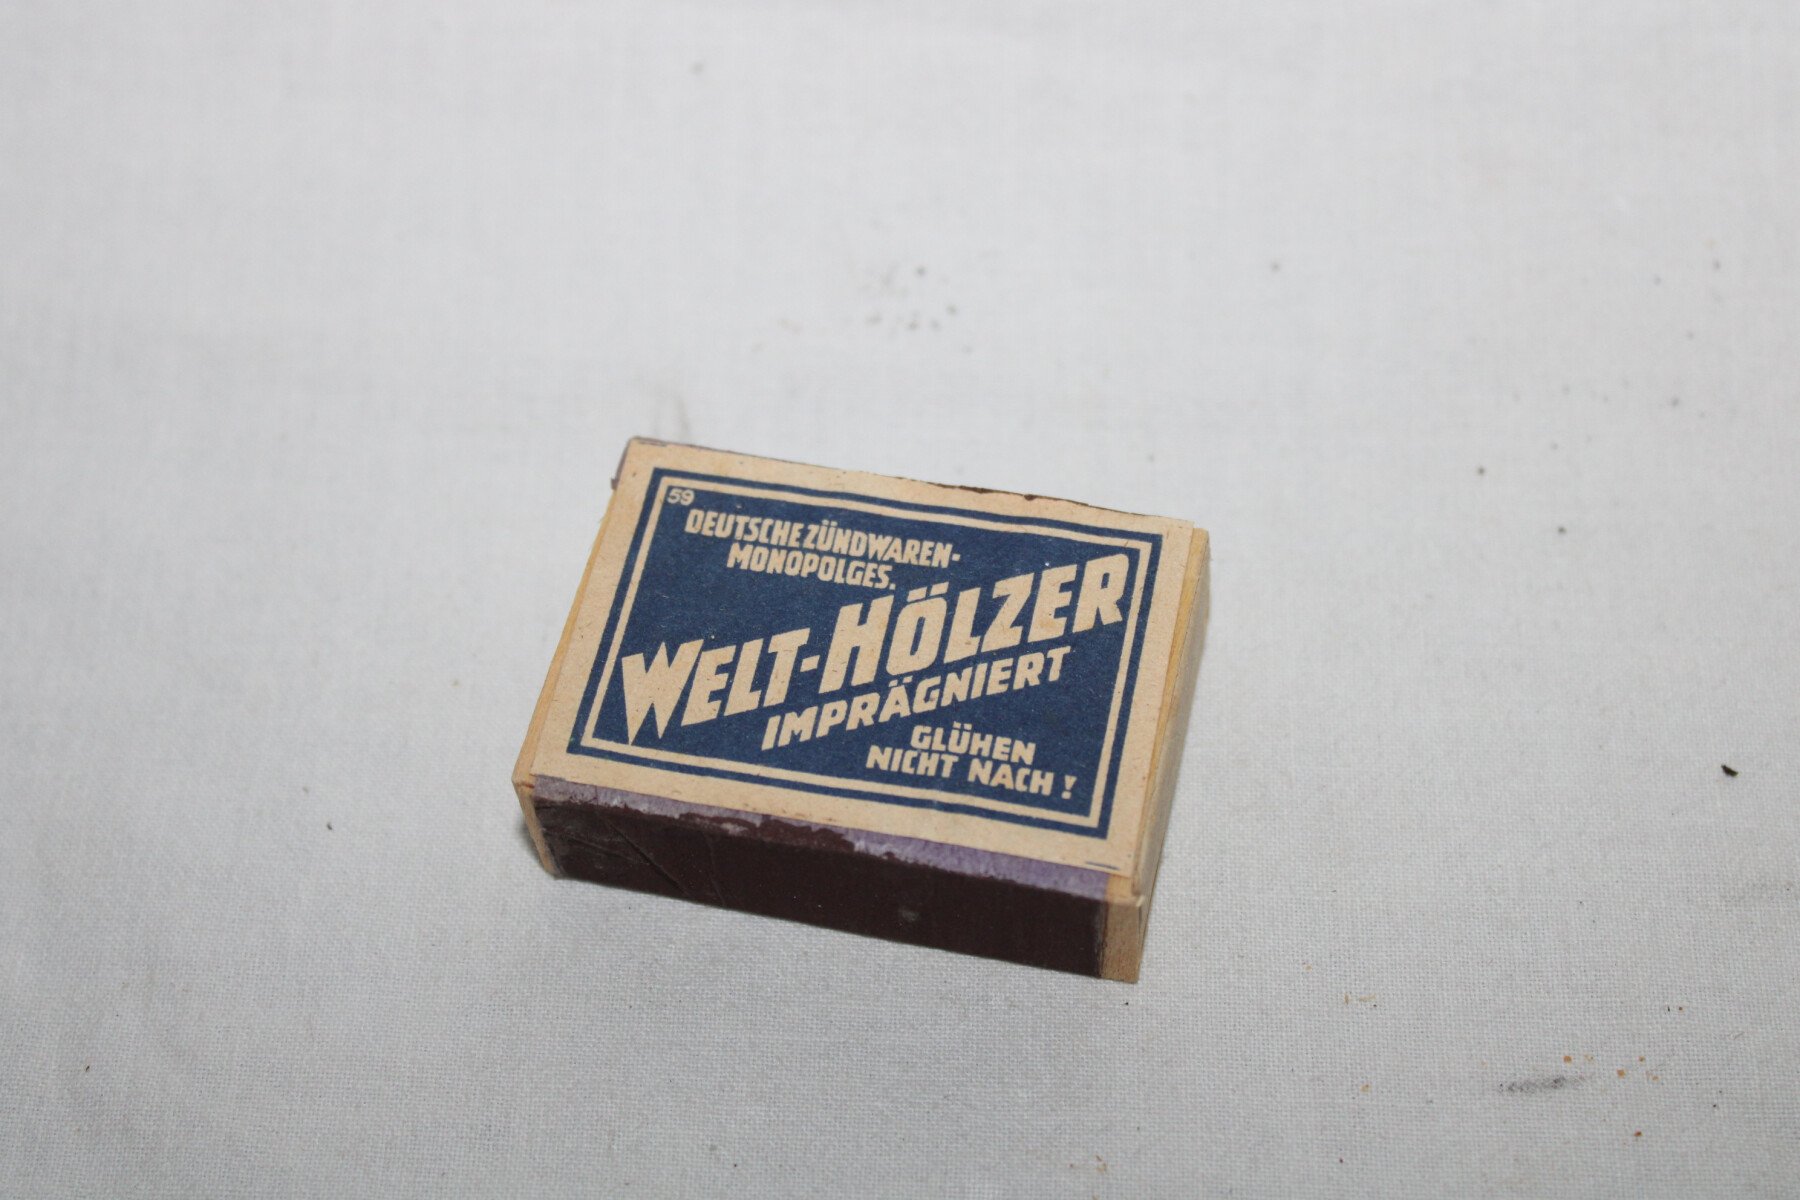 59
DEUTSCHE ZÜNDWAREN-
MONOPOLGES.
WELT-HÖLZER
IMPRÄGNIERT
GLÜHEN
NICHT NACH!